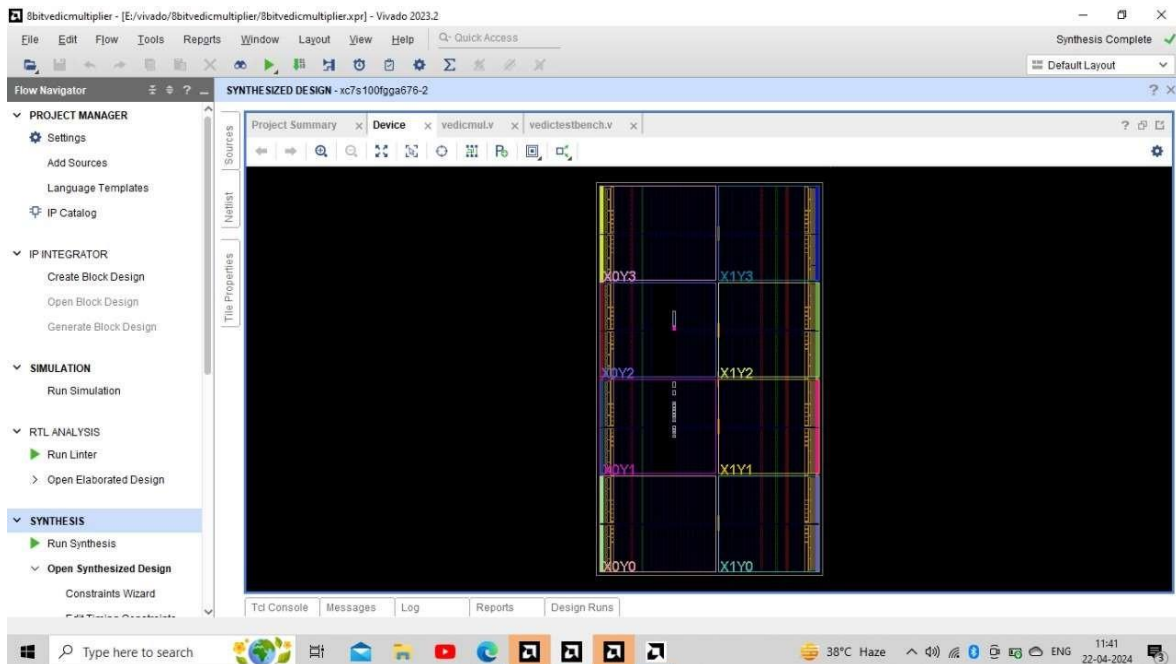 8bitvedicmultiplier - [E:/vivado/8bitvedicmultiplier/8bitvedicmultiplier.xpr] - Vivado 2023.2
File Edit Flow Tools Reports Window Layout View Help Q- Quick Access
Synthesis Complete
Default Layout
Flow Navigator
SYNTHESIZED DESIGN - xc7s100fgga676-2
PROJECT MANAGER
Settings
Add Sources
Language Templates
IP Catalog
IP INTEGRATOR
Create Block Design
Open Block Design
Generate Block Design
SIMULATION
Run Simulation
RTL ANALYSIS
Run Linter
Open Elaborated Design
SYNTHESIS
Run Synthesis
Open Synthesized Design
Constraints Wizard
Edit Timing Constraints
Sources
Netlist
Tile Properties
Project Summary Device vedicmul.v vedictestbench.v
X0Y3 X1Y3
X0Y2 X1Y2
X0Y1 X1Y1
X0Y0 X1Y0
Tcl Console Messages Log Reports Design Runs
Type here to search
38°C Haze
ENG
11:41
22-04-2024